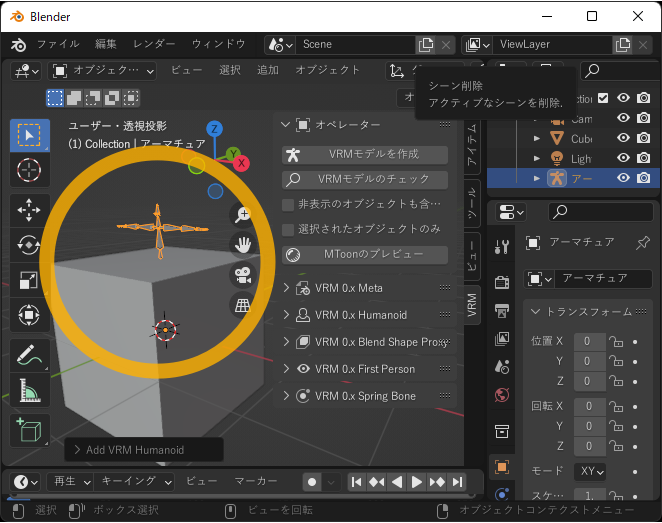 Blender
ファイル 編集 レンダー ウィンドウ Scene ViewLayer
オブジェク… ビュー 選択 追加 オブジェクト
シーン削除
アクティブなシーンを削除.
ユーザー・透視投影
(1) Collection | アーマチュア
Z
Y
X
オペレーター
VRMモデルを作成
VRMモデルのチェック
非表示のオブジェクトも含…
選択されたオブジェクトのみ
MToonのプレビュー
VRM 0.x Meta
VRM 0.x Humanoid
VRM 0.x Blend Shape Proxy
VRM 0.x First Person
VRM 0.x Spring Bone
アイテム
ツール
ビュー
VRM
ction
Cam
Cube
Ligh
アー
アーマチュア
アーマチュア
トランスフォーム
位置 X 0
Y 0
Z 0
回転 X 0
Y 0
Z 0
モード XY
スケ… 1.
Add VRM Humanoid
再生 キーイング ビュー マーカー
選択 ボックス選択 ビューを回転 オブジェクトコンテクストメニュー